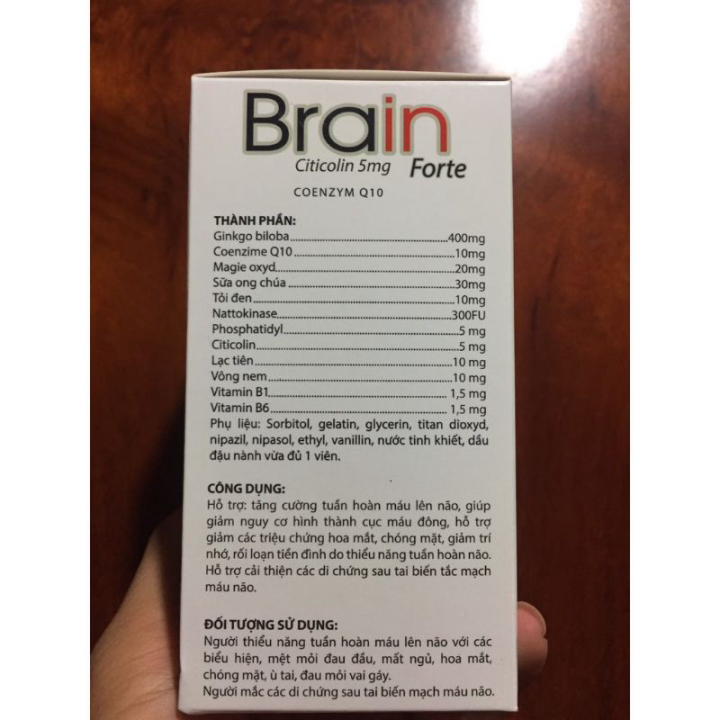 Brain
Citicolin 5mg Forte
COENZYM Q10
THÀNH PHẦN:
Ginkgo biloba.....400mg
Coenzime Q10.....10mg
Magie oxyd.....20mg
Sữa ong chúa.....30mg
Tỏi đen.....10mg
Nattokinase.....300FU
Phosphatidyl.....5 mg
Citicolin.....5 mg
Lạc tiên.....10 mg
Vông nem.....10 mg
Vitamin B1.....1,5 mg
Vitamin B6.....1,5 mg
Phụ liệu: Sorbitol, gelatin, glycerin, titan dioxyd,
nipazil, nipasol, ethyl, vanillin, nước tinh khiết, dầu
đậu nành vừa đủ 1 viên.
CÔNG DỤNG:
Hỗ trợ: tăng cường tuần hoàn máu lên não, giúp
giảm nguy cơ hình thành cục máu đông, hỗ trợ
giảm các triệu chứng hoa mắt, chóng mặt, giảm trí
nhớ, rối loạn tiền đình do thiểu năng tuần hoàn não.
Hỗ trợ cải thiện các di chứng sau tai biến tắc mạch
máu não.
ĐỐI TƯỢNG SỬ DỤNG:
Người thiểu năng tuần hoàn máu lên não với các
biểu hiện, mệt mỏi đau đầu, mất ngủ, hoa mắt,
chóng mặt, ù tai, đau mỏi vai gáy.
Người mắc các di chứng sau tai biến mạch máu não.